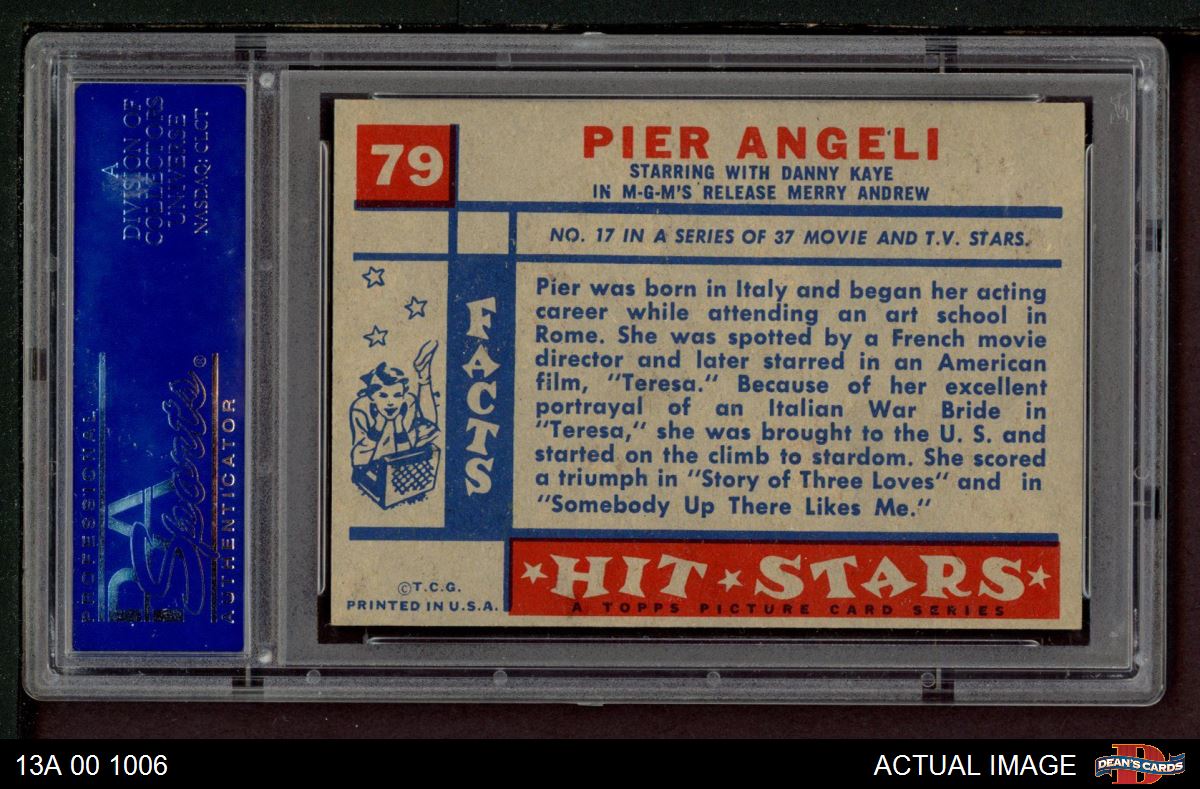 A
DIVISION OF
COLLECTORS
UNIVERSE
NASDAQ: CLCT
PROFESSIONAL
PSA
Sports®
AUTHENTICATOR
79
PIER ANGELI
STARRING WITH DANNY KAYE
IN M-G-M'S RELEASE MERRY ANDREW
NO. 17 IN A SERIES OF 37 MOVIE AND T.V. STARS.
FACTS
Pier was born in Italy and began her acting
career while attending an art school in
Rome. She was spotted by a French movie
director and later starred in an American
film, "Teresa." Because of her excellent
portrayal of an Italian War Bride in
"Teresa," she was brought to the U. S. and
started on the climb to stardom. She scored
a triumph in "Story of Three Loves" and in
"Somebody Up There Likes Me."
©T.C.G.
PRINTED IN U.S.A.
HIT STARS
A TOPPS PICTURE CARD SERIES
13A 00 1006
ACTUAL IMAGE
D
DEAN'S CARDS